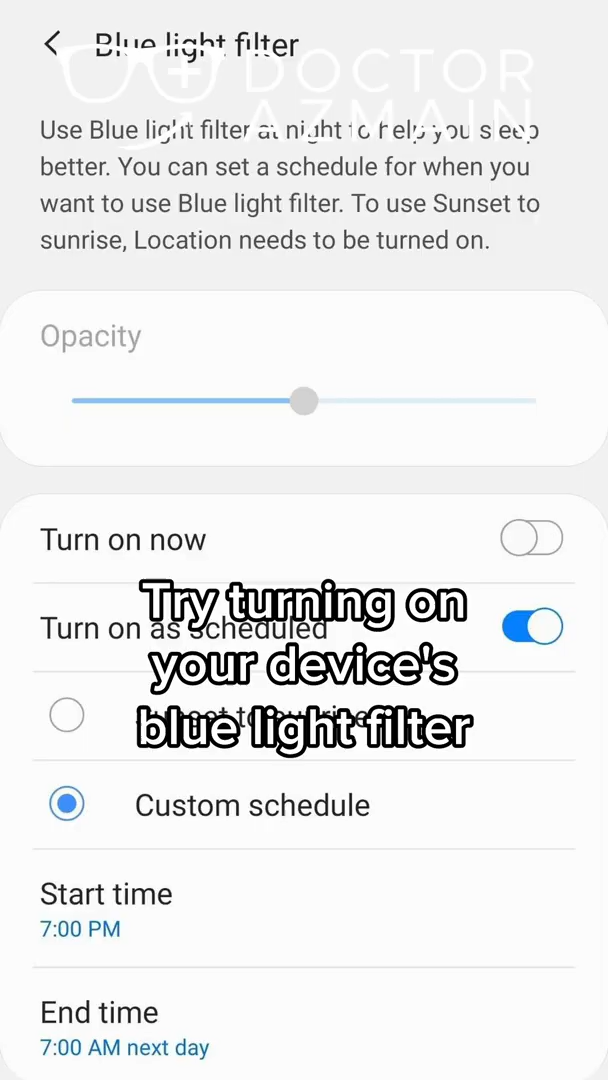 Blue light filter
DOCTOR
AZMAIN
Use Blue light filter at night to help you sleep
better. You can set a schedule for when you
want to use Blue light filter. To use Sunset to
sunrise, Location needs to be turned on.
Opacity
Turn on now
Turn on as scheduled
Try turning on
your device's
blue light filter
Sunset to sunrise
Custom schedule
Start time
7:00 PM
End time
7:00 AM next day